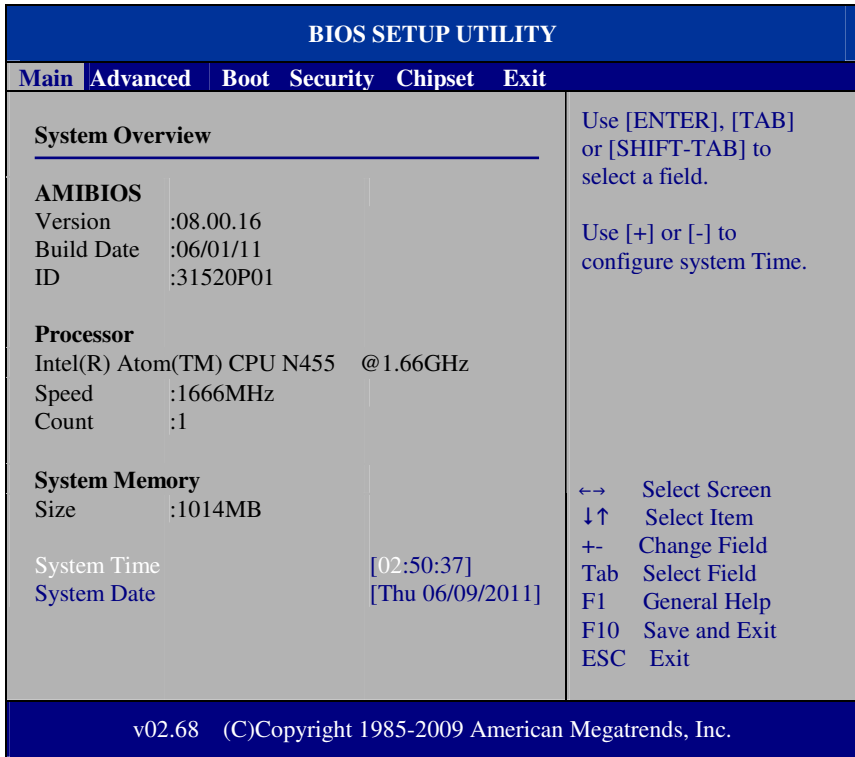 BIOS SETUP UTILITY
Main Advanced Boot Security Chipset Exit
System Overview
AMIBIOS
Version :08.00.16
Build Date :06/01/11
ID :31520P01
Processor
Intel(R) Atom(TM) CPU N455 @1.66GHz
Speed :1666MHz
Count :1
System Memory
Size :1014MB
System Time [02:50:37]
System Date [Thu 06/09/2011]
Use [ENTER], [TAB]
or [SHIFT-TAB] to
select a field.
Use [+] or [-] to
configure system Time.
←→ Select Screen
↓↑ Select Item
+- Change Field
Tab Select Field
F1 General Help
F10 Save and Exit
ESC Exit
v02.68 (C)Copyright 1985-2009 American Megatrends, Inc.